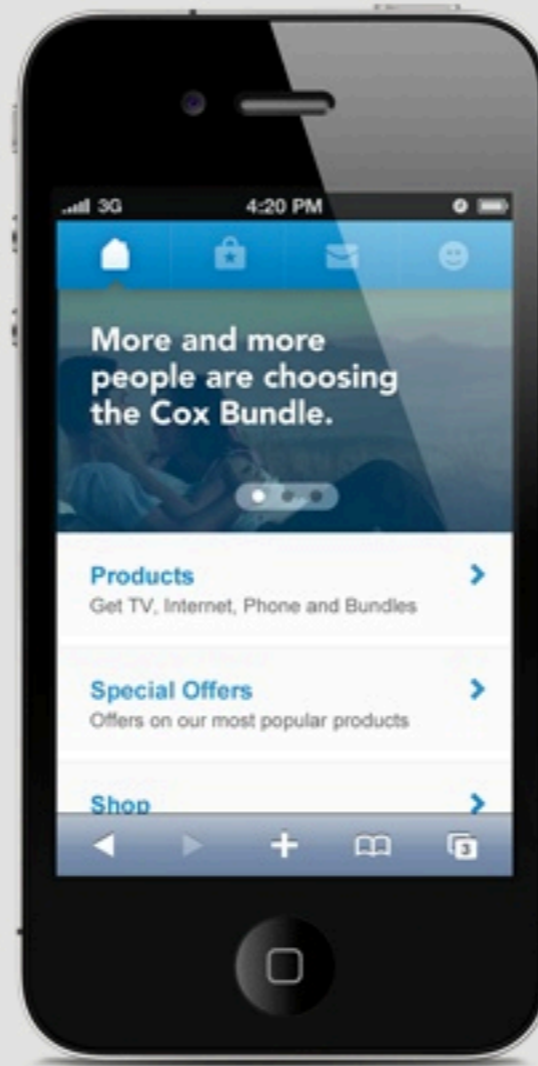 3G 4:20 PM
More and more
people are choosing
the Cox Bundle.
Products
Get TV, Internet, Phone and Bundles
Special Offers
Offers on our most popular products
Shop
3